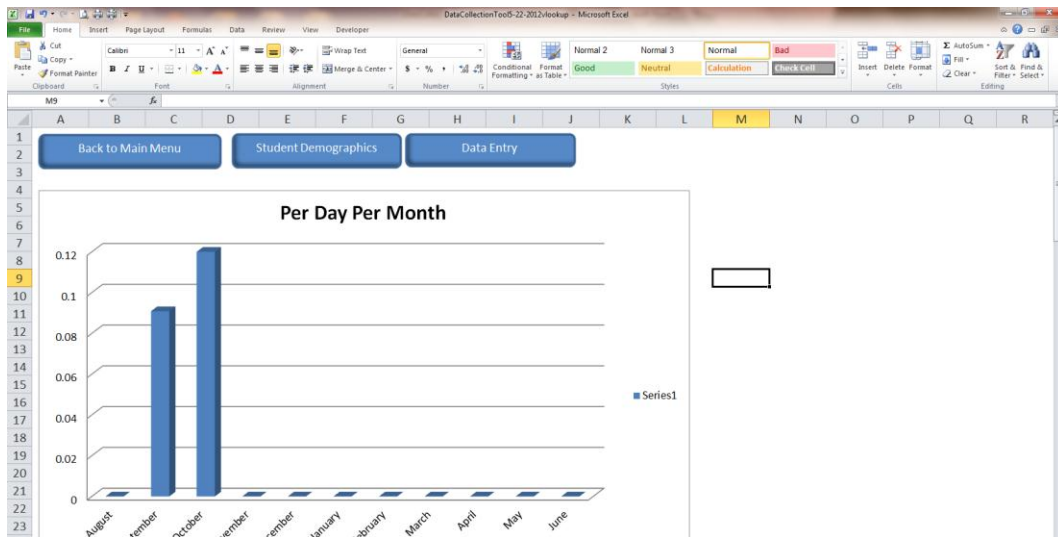 DataCollectionTool5-22-2012vlookup - Microsoft Excel
File Home Insert Page Layout Formulas Data Review View Developer
Cut
Copy
Format Painter
Paste
Clipboard
Calibri 11
B I U
Font
Wrap Text
Merge & Center
Alignment
General
$ % ,
Number
Conditional Formatting
Format as Table
Normal 2 Normal 3 Normal Bad
Good Neutral Calculation Check Cell
Styles
Insert Delete Format
Cells
Σ AutoSum
Fill
Clear
Sort & Filter
Find & Select
Editing
M9 fx
A B C D E F G H I J K L M N O P Q R
1
2
3
4
5
6
7
8
9
10
11
12
13
14
15
16
17
18
19
20
21
22
23
Back to Main Menu Student Demographics Data Entry
Per Day Per Month
0.12
0.1
0.08
0.06
0.04
0.02
0
Series1
August tember October vember cember January bruary March April May June